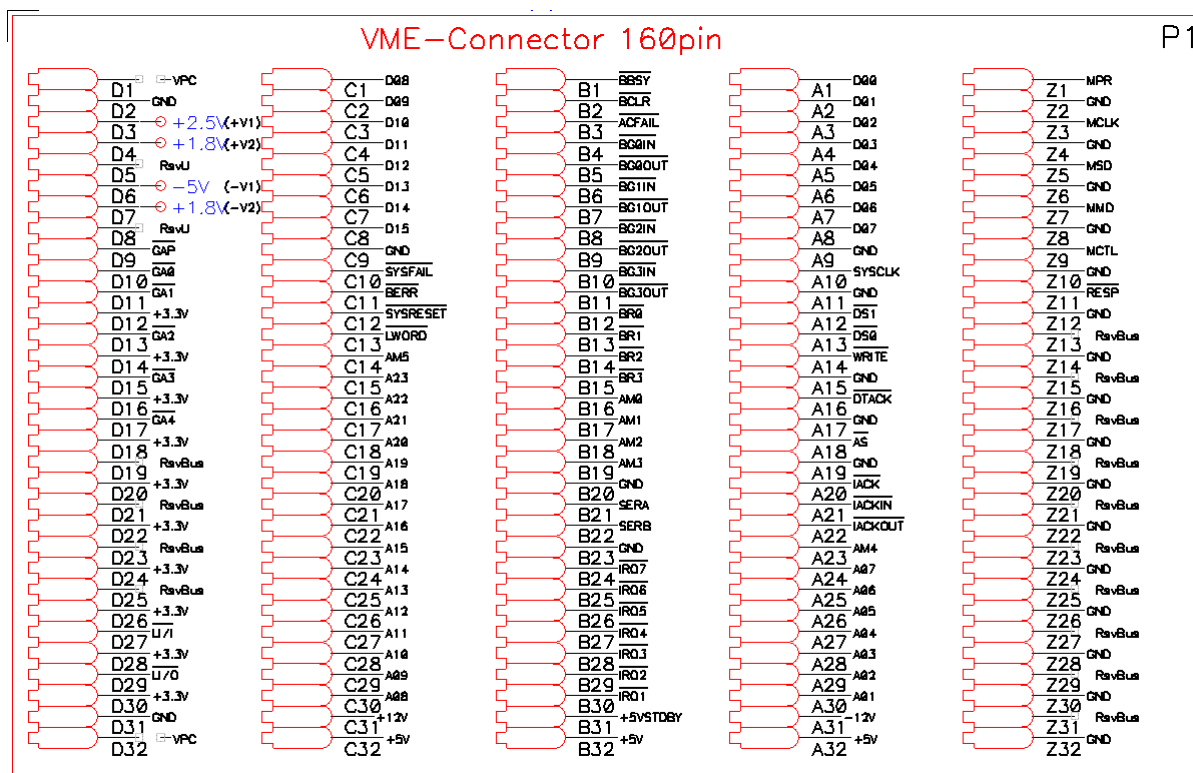 VME-Connector 160pin
P1
D1 VPC
D2 GND
D3 +2.5V(+V1)
D4 +1.8V(+V2)
D5 RsvU
D6 -5V (-V1)
D7 +1.8V(-V2)
D8 RsvU
D9 GAP
D10 GA0
D11 GA1
D12 +3.3V
D13 GA2
D14 +3.3V
D15 GA3
D16 +3.3V
D17 GA4
D18 +3.3V
D19 RsvBus
D20 +3.3V
D21 RsvBus
D22 +3.3V
D23 RsvBus
D24 +3.3V
D25 RsvBus
D26 +3.3V
D27 U/I
D28 +3.3V
D29 U/O
D30 +3.3V
D31 GND
D32 VPC
C1 D08
C2 D09
C3 D10
C4 D11
C5 D12
C6 D13
C7 D14
C8 D15
C9 GND
C10 SYSFAIL
C11 BERR
C12 SYSRESET
C13 LWORD
C14 AM5
C15 A23
C16 A22
C17 A21
C18 A20
C19 A19
C20 A18
C21 A17
C22 A16
C23 A15
C24 A14
C25 A13
C26 A12
C27 A11
C28 A10
C29 A09
C30 A08
C31 +12V
C32 +5V
B1 BBSY
B2 BCLR
B3 ACFAIL
B4 BG0IN
B5 BG0OUT
B6 BG1IN
B7 BG1OUT
B8 BG2IN
B9 BG2OUT
B10 BG3IN
B11 BG3OUT
B12 BR0
B13 BR1
B14 BR2
B15 BR3
B16 AM0
B17 AM1
B18 AM2
B19 AM3
B20 GND
B21 SERA
B22 SERB
B23 GND
B24 IRQ7
B25 IRQ6
B26 IRQ5
B27 IRQ4
B28 IRQ3
B29 IRQ2
B30 IRQ1
B31 +5VSTDBY
B32 +5V
A1 D00
A2 D01
A3 D02
A4 D03
A5 D04
A6 D05
A7 D06
A8 D07
A9 GND
A10 SYSCLK
A11 GND
A12 DS1
A13 DS0
A14 WRITE
A15 GND
A16 DTACK
A17 GND
A18 AS
A19 GND
A20 IACK
A21 IACKIN
A22 IACKOUT
A23 AM4
A24 A07
A25 A06
A26 A05
A27 A04
A28 A03
A29 A02
A30 A01
A31 -12V
A32 +5V
Z1 MPR
Z2 GND
Z3 MCLK
Z4 GND
Z5 MSD
Z6 GND
Z7 MMD
Z8 GND
Z9 MCTL
Z10 GND
Z11 RESP
Z12 GND
Z13 RsvBus
Z14 GND
Z15 RsvBus
Z16 GND
Z17 RsvBus
Z18 GND
Z19 RsvBus
Z20 GND
Z21 RsvBus
Z22 GND
Z23 RsvBus
Z24 GND
Z25 RsvBus
Z26 GND
Z27 RsvBus
Z28 GND
Z29 RsvBus
Z30 GND
Z31 RsvBus
Z32 GND